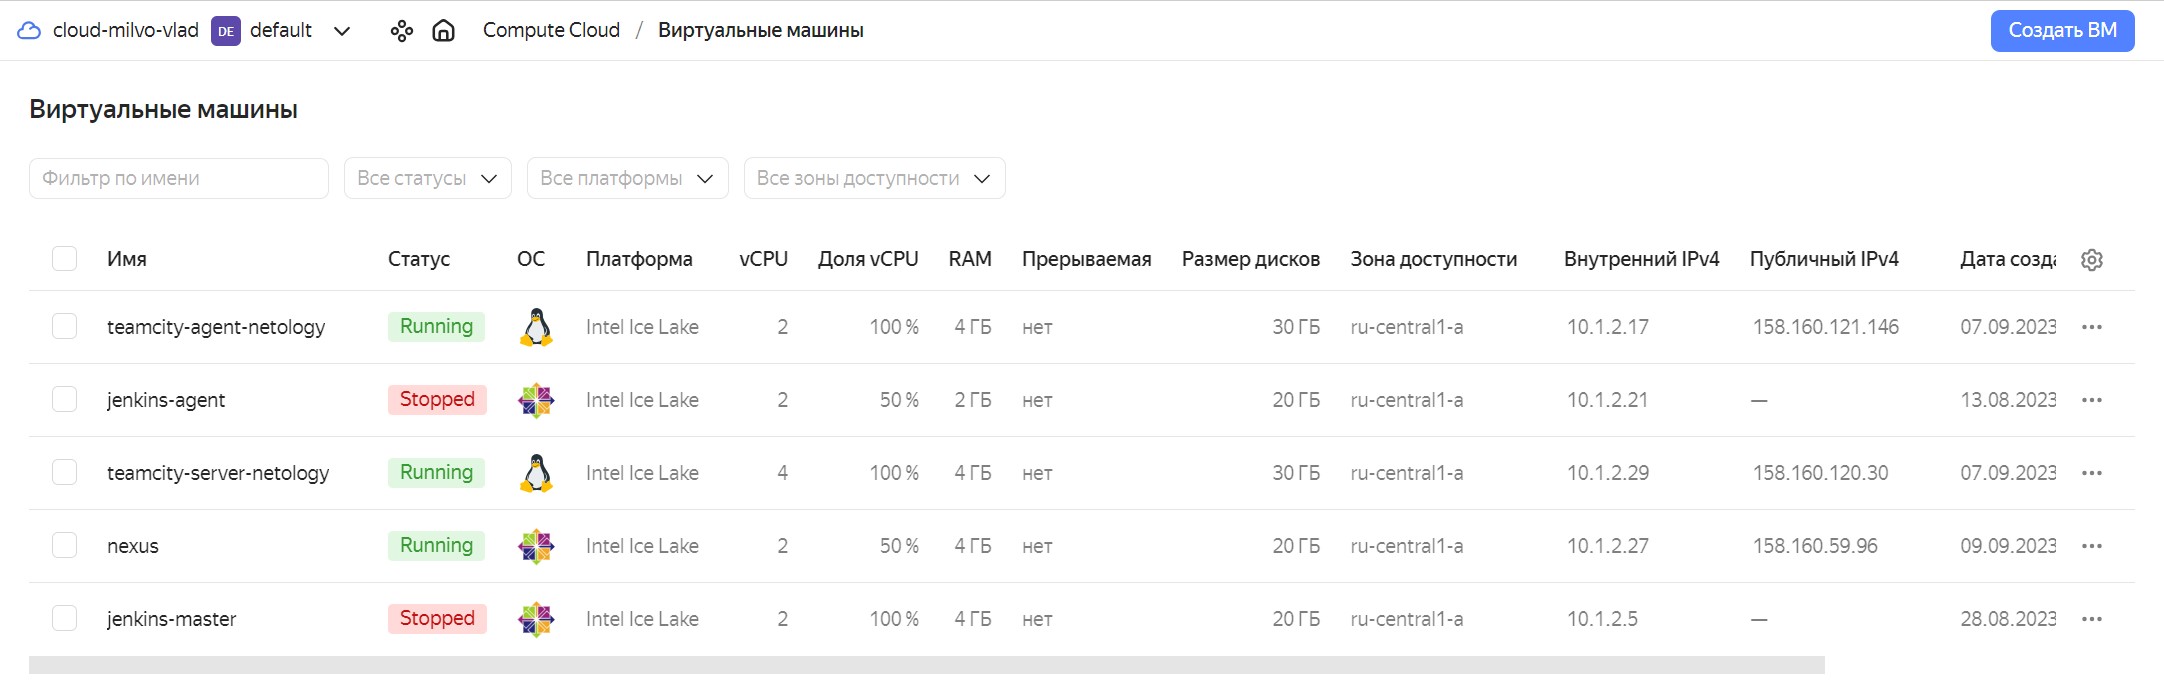 cloud-milvo-vlad DE default Compute Cloud / Виртуальные машины Создать ВМ
Виртуальные машины
Фильтр по имени Все статусы Все платформы Все зоны доступности
Имя Статус ОС Платформа vCPU Доля vCPU RAM Прерываемая Размер дисков Зона доступности Внутренний IPv4 Публичный IPv4 Дата созда
teamcity-agent-netology Running Intel Ice Lake 2 100 % 4 ГБ нет 30 ГБ ru-central1-a 10.1.2.17 158.160.121.146 07.09.2023
jenkins-agent Stopped Intel Ice Lake 2 50 % 2 ГБ нет 20 ГБ ru-central1-a 10.1.2.21 — 13.08.2023
teamcity-server-netology Running Intel Ice Lake 4 100 % 4 ГБ нет 30 ГБ ru-central1-a 10.1.2.29 158.160.120.30 07.09.2023
nexus Running Intel Ice Lake 2 50 % 4 ГБ нет 20 ГБ ru-central1-a 10.1.2.27 158.160.59.96 09.09.2023
jenkins-master Stopped Intel Ice Lake 2 100 % 4 ГБ нет 20 ГБ ru-central1-a 10.1.2.5 — 28.08.2023